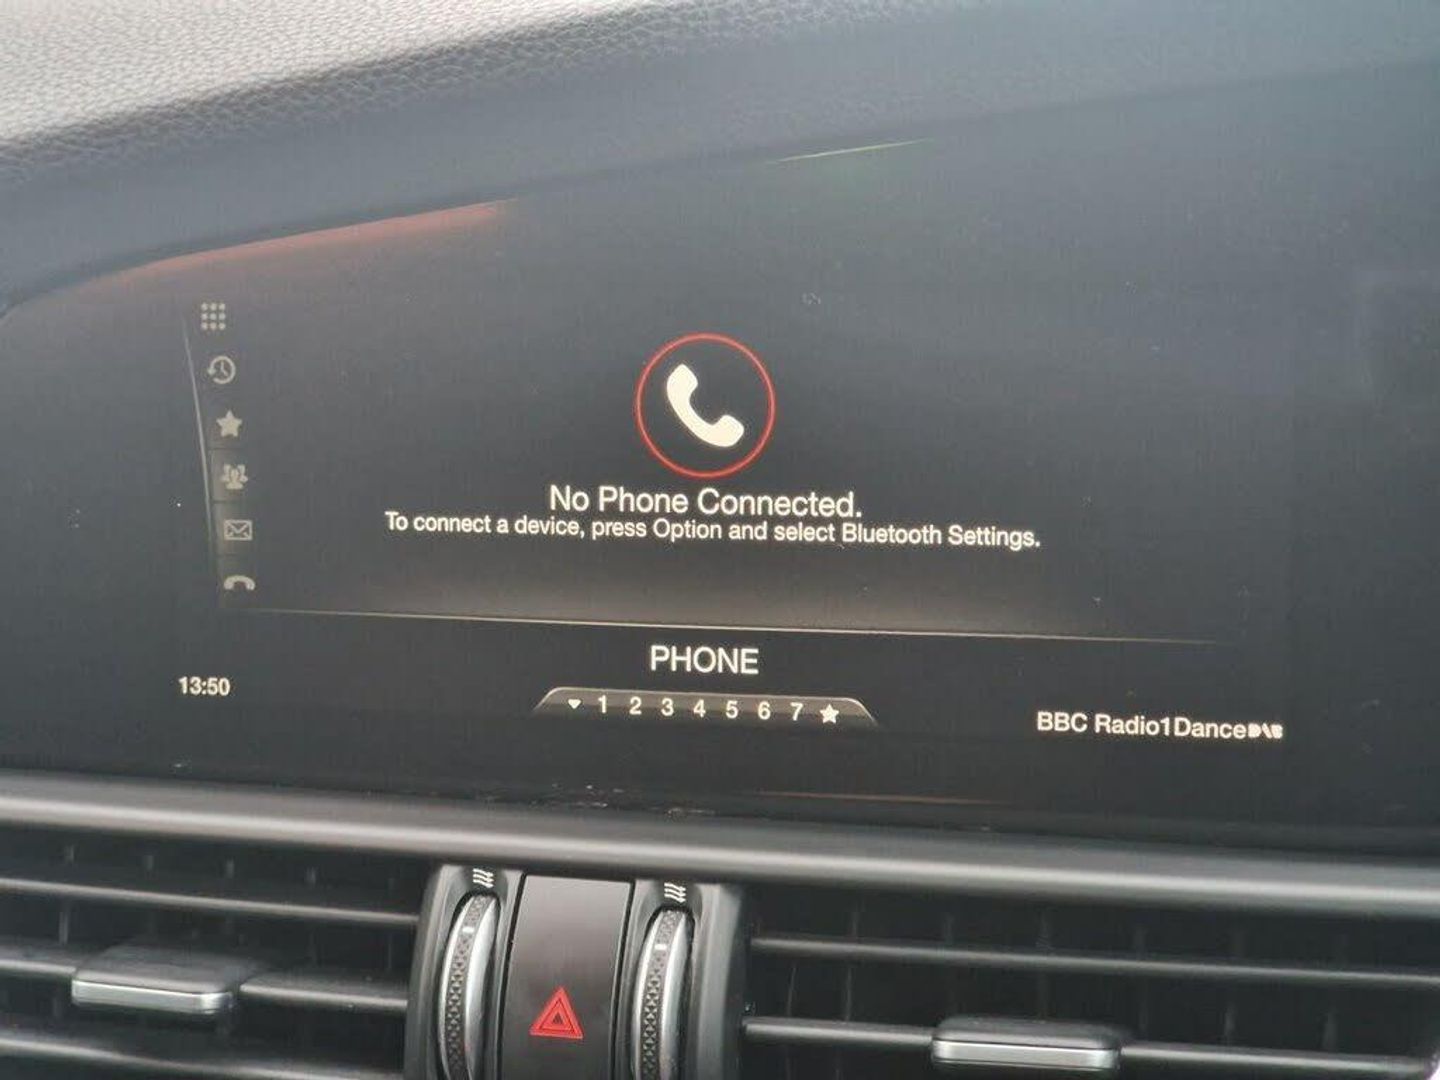 No Phone Connected.
To connect a device, press Option and select Bluetooth Settings.
PHONE
13:50
1 2 3 4 5 6 7
BBC Radio1Dance DAB